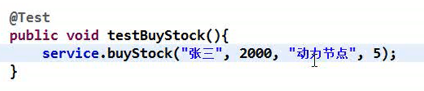 @Test
public void testBuyStock(){
    service.buyStock("张三", 2000, "动力节点", 5);
}